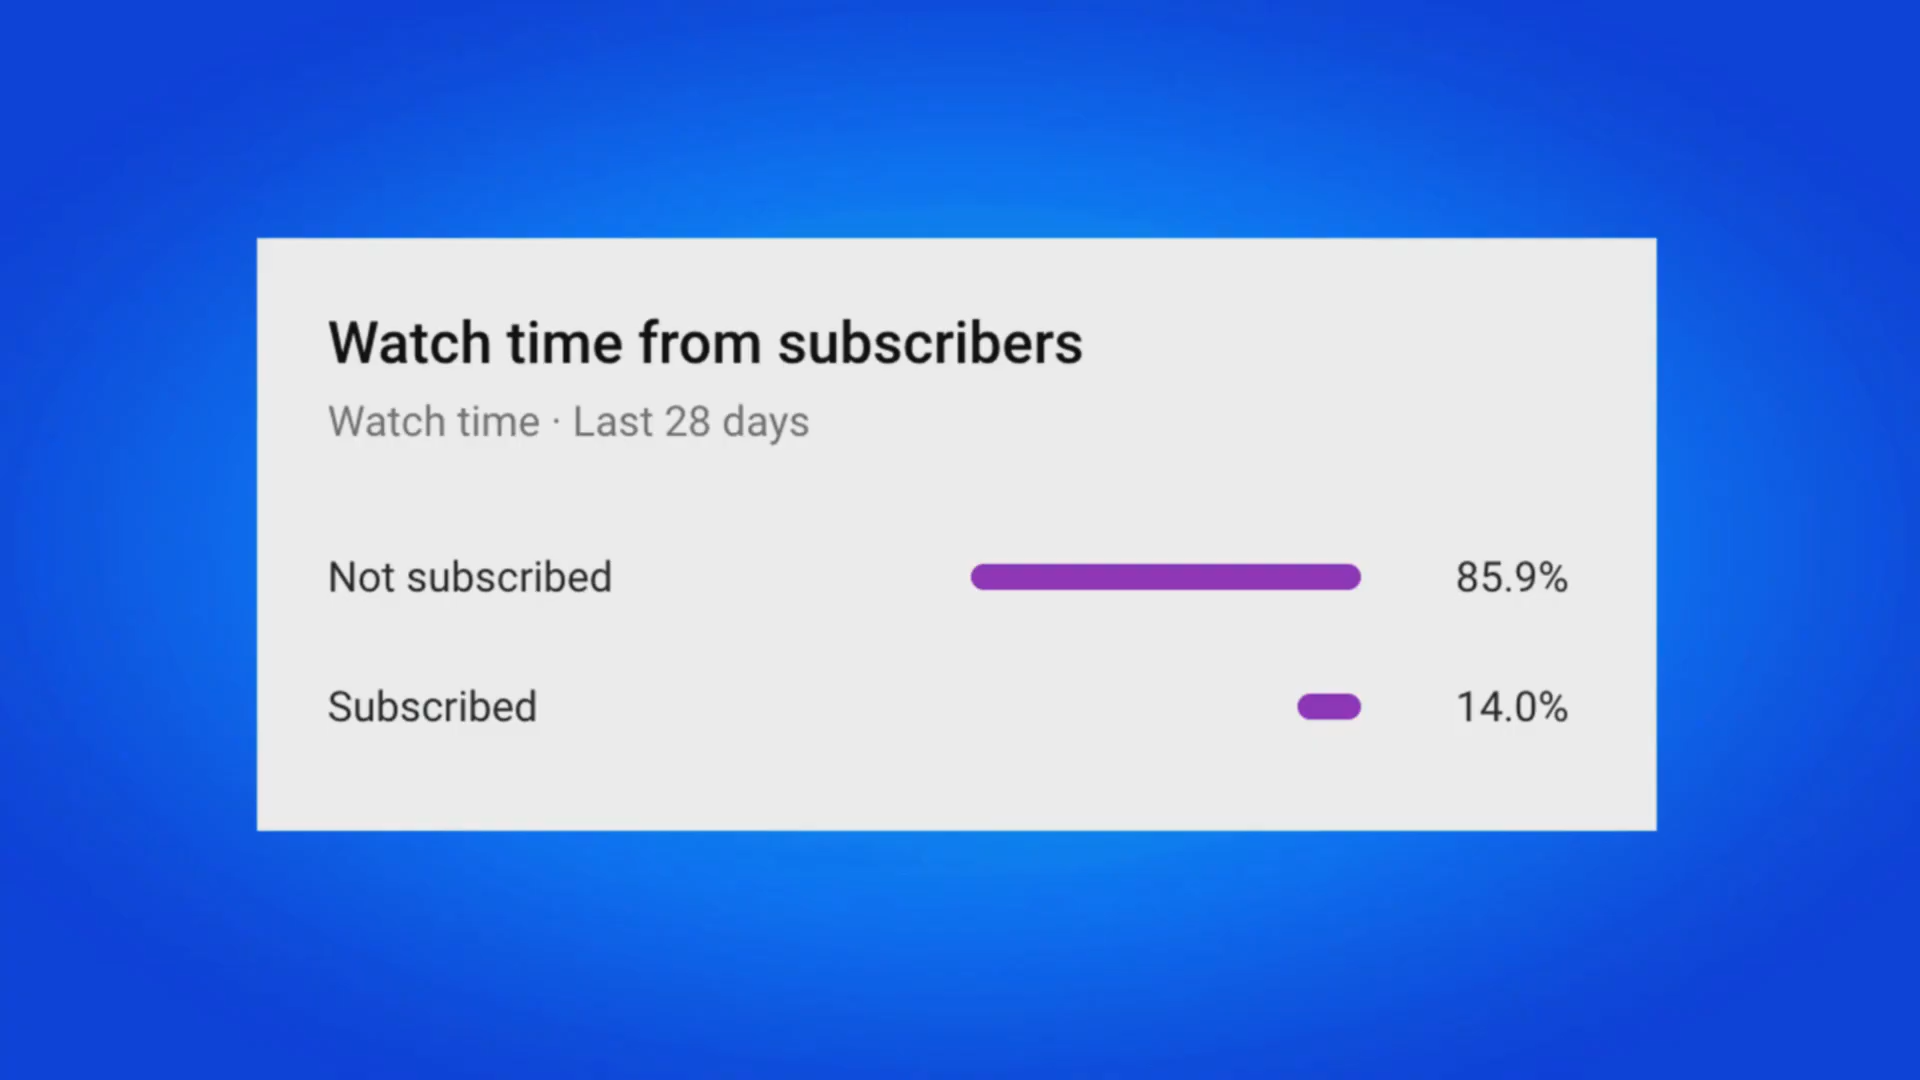 Watch time from subscribers
Watch time · Last 28 days
Not subscribed 85.9%
Subscribed 14.0%